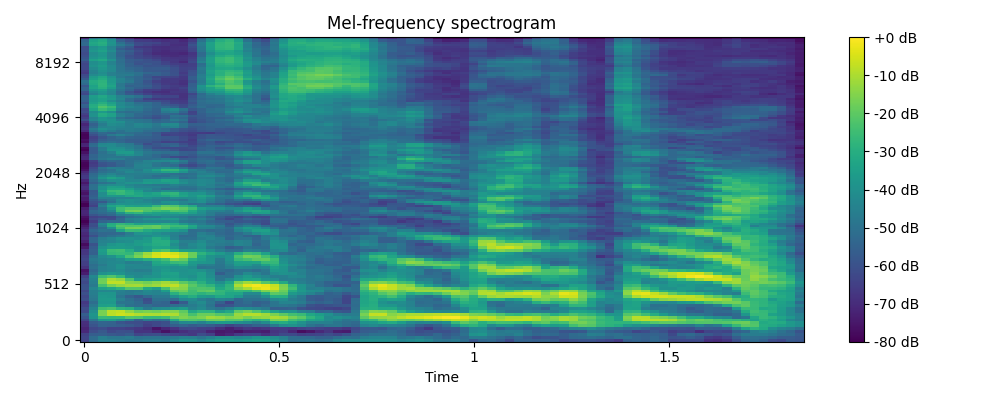 Mel-frequency spectrogram
Hz
8192
4096
2048
1024
512
0
0
0.5
1
1.5
Time
+0 dB
-10 dB
-20 dB
-30 dB
-40 dB
-50 dB
-60 dB
-70 dB
-80 dB